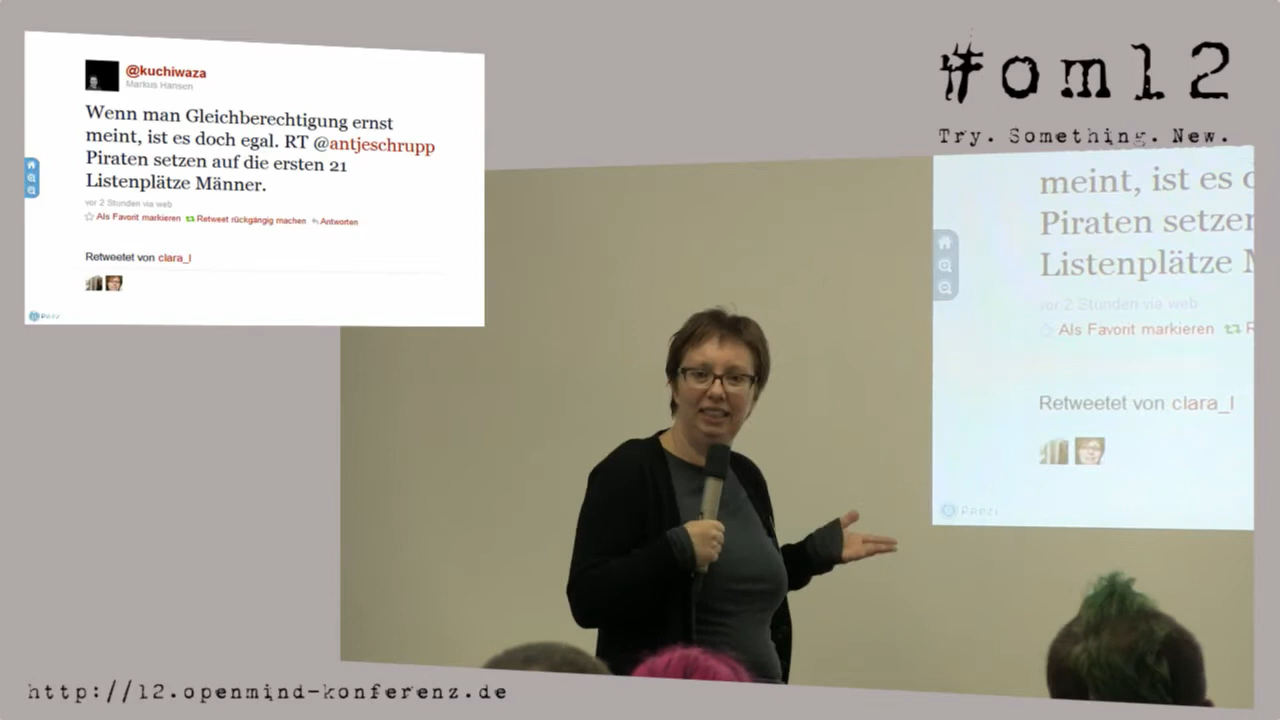 @kuchiwaza
Markus Hansen
Wenn man Gleichberechtigung ernst
meint, ist es doch egal. RT @antjeschrupp
Piraten setzen auf die ersten 21
Listenplätze Männer.
vor 2 Stunden via web
Als Favorit markieren Retweet rückgängig machen Antworten
Retweetet von clara_l
Prezi
#om12
Try. Something. New.
meint, ist es d
Piraten setzen
Listenplätze M
vor 2 Stunden via web
Als Favorit markieren R
Retweetet von clara_l
Prezi
http://12.openmind-konferenz.de